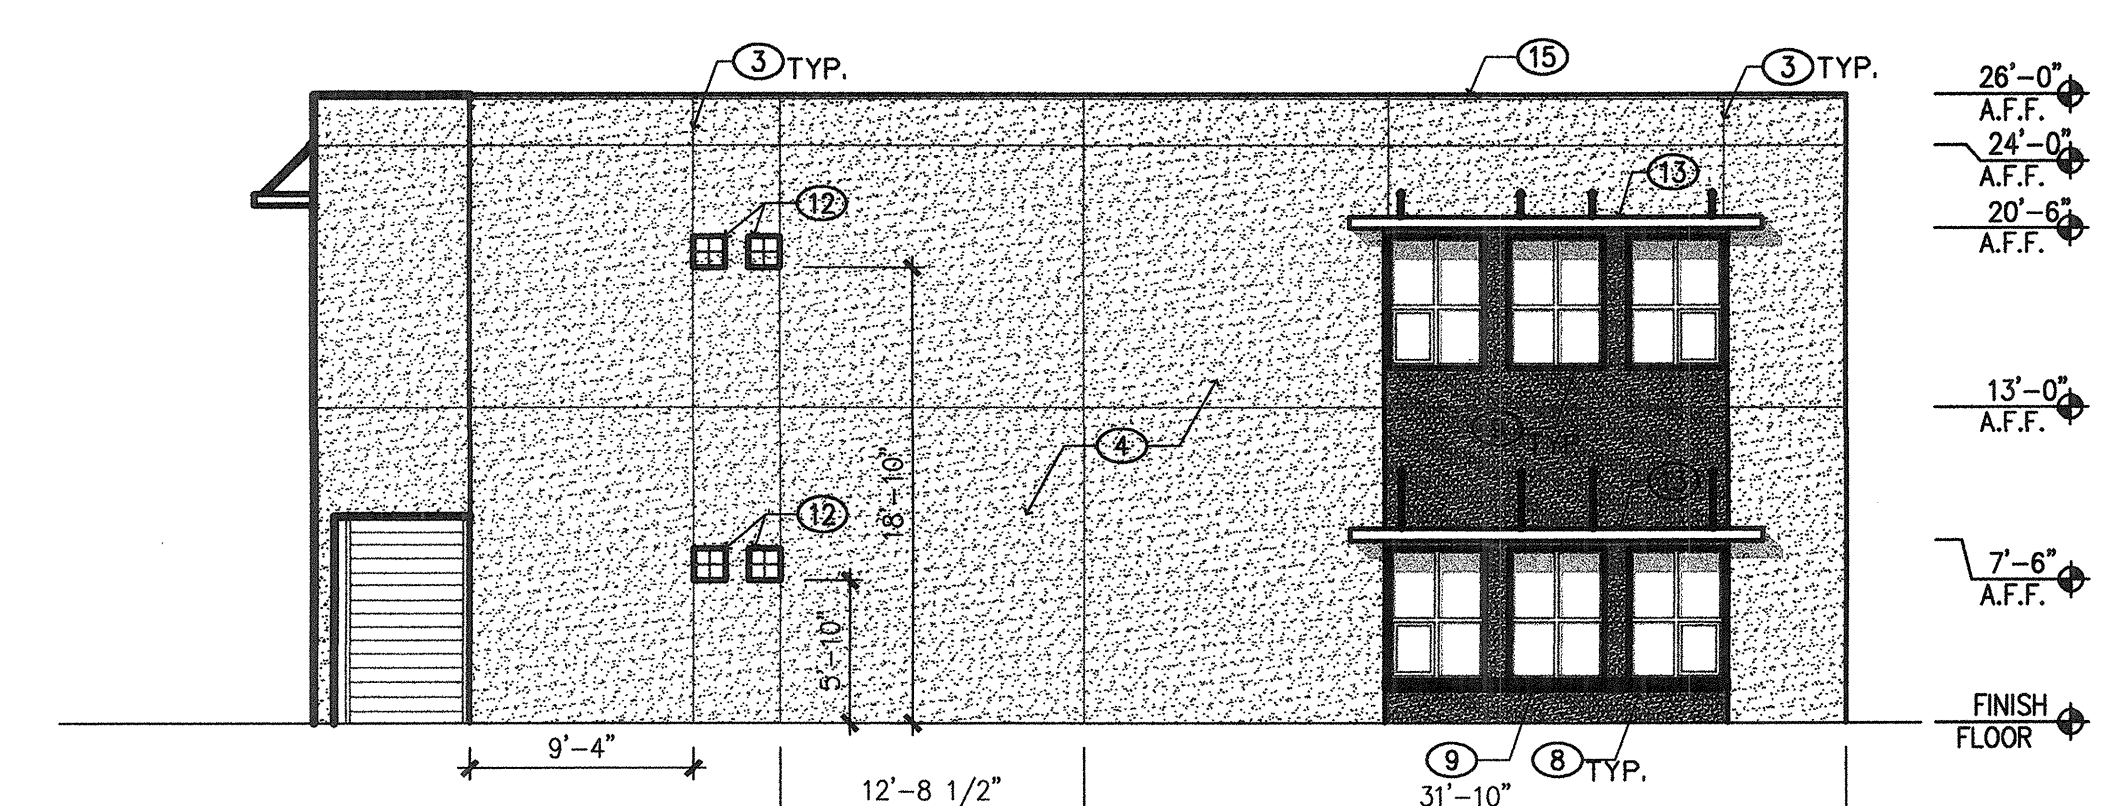 3 TYP.
15
3 TYP.
26'-0"
A.F.F.
24'-0"
A.F.F.
13
12
20'-6"
A.F.F.
13'-0"
A.F.F.
4
18'-10"
12
5'-10"
7'-6"
A.F.F.
FINISH
FLOOR
9'-4"
9
8 TYP.
12'-8 1/2"
31'-10"